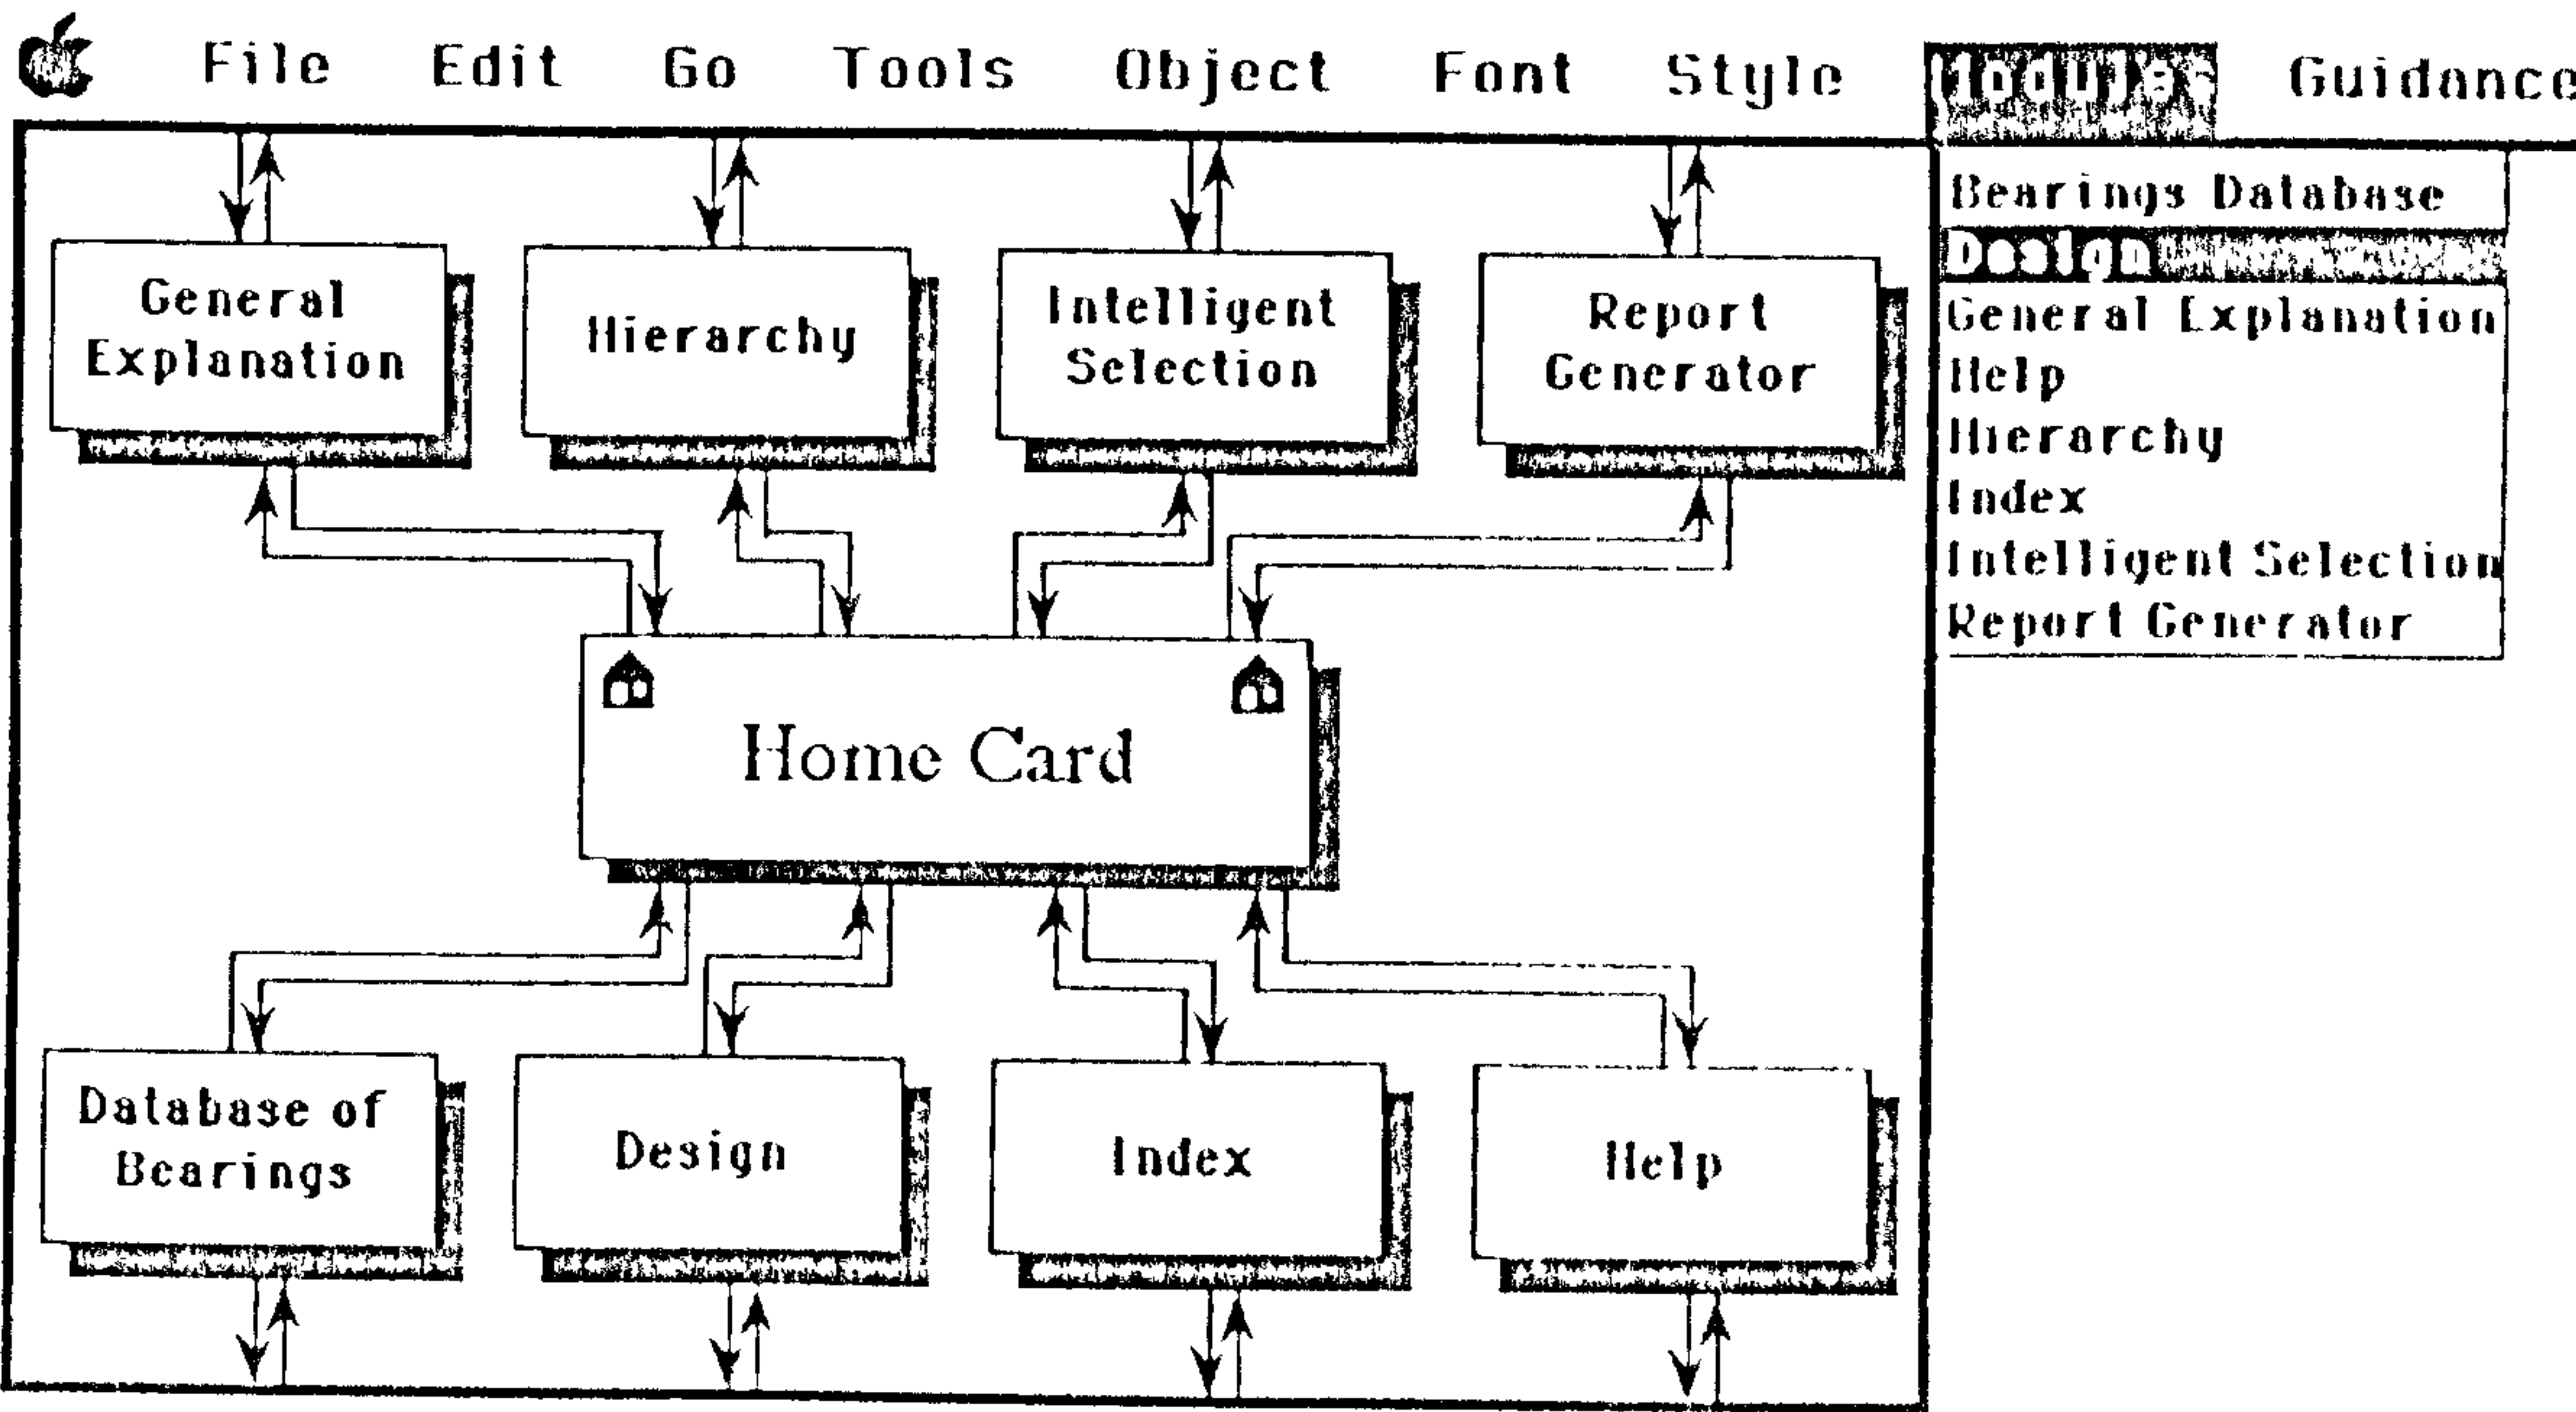 File Edit Go Tools Object Font Style Modules Guidance
Bearings Database
Design
General Explanation
Help
Hierarchy
Index
Intelligent Selection
Report Generator
General
Explanation
Hierarchy
Intelligent
Selection
Report
Generator
Home Card
Database of
Bearings
Design
Index
Help